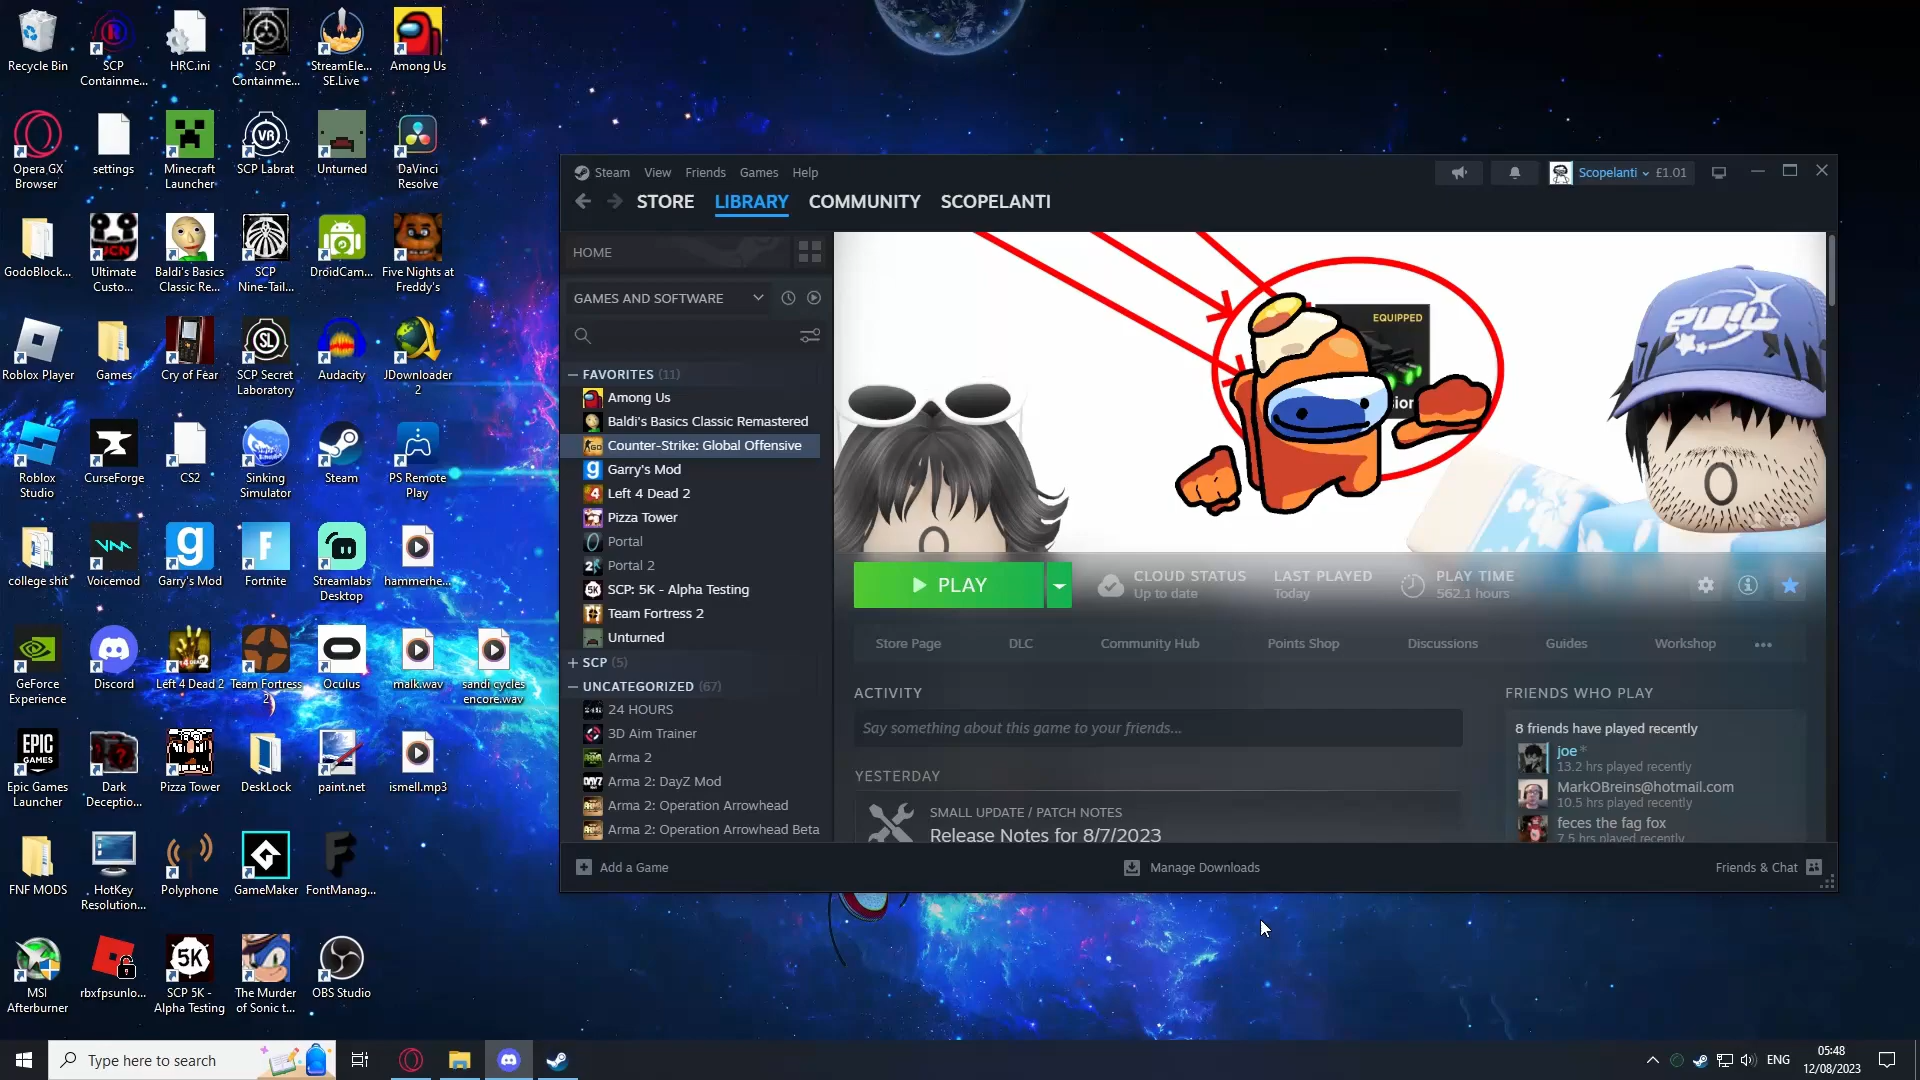 Recycle Bin
SCP Containme...
HRC.ini
SCP Containme...
StreamEle... SE.Live
Among Us
Opera GX Browser
settings
Minecraft Launcher
SCP Labrat
Unturned
DaVinci Resolve
GodoBlock...
Ultimate Custo...
Baldi's Basics Classic Re...
SCP Nine-Tail...
DroidCam...
Five Nights at Freddy's
Roblox Player
Games
Cry of Fear
SCP Secret Laboratory
Audacity
JDownloader 2
Roblox Studio
CurseForge
CS2
Sinking Simulator
Steam
PS Remote Play
college shit
Voicemod
Garry's Mod
Fortnite
Streamlabs Desktop
hammerhe...
GeForce Experience
Discord
Left 4 Dead 2
Team Fortress 2
Oculus
malk.wav
sandi cycles encore.wav
EPIC GAMES
Epic Games Launcher
Dark Deceptio...
Pizza Tower
DeskLock
paint.net
ismell.mp3
FNF MODS
HotKey Resolution...
Polyphone
GameMaker
FontManag...
MSI Afterburner
rbxfpsunlo...
5K
SCP 5K - Alpha Testing
The Murder of Sonic t...
OBS Studio
Steam View Friends Games Help
Scopelanti £1.01
STORE LIBRARY COMMUNITY SCOPELANTI
HOME
GAMES AND SOFTWARE
FAVORITES (11)
Among Us
Baldi's Basics Classic Remastered
Counter-Strike: Global Offensive
Garry's Mod
Left 4 Dead 2
Pizza Tower
Portal
Portal 2
SCP: 5K - Alpha Testing
Team Fortress 2
Unturned
SCP (5)
UNCATEGORIZED (67)
24 HOURS
3D Aim Trainer
Arma 2
Arma 2: DayZ Mod
Arma 2: Operation Arrowhead
Arma 2: Operation Arrowhead Beta
EQUIPPED
PLAY
CLOUD STATUS
Up to date
LAST PLAYED
Today
PLAY TIME
562.1 hours
Store Page DLC Community Hub Points Shop Discussions Guides Workshop
ACTIVITY
Say something about this game to your friends...
YESTERDAY
SMALL UPDATE / PATCH NOTES
Release Notes for 8/7/2023
FRIENDS WHO PLAY
8 friends have played recently
joe *
13.2 hrs played recently
MarkOBreins@hotmail.com
10.5 hrs played recently
feces the fag fox
7.5 hrs played recently
Add a Game
Manage Downloads
Friends & Chat
Type here to search
ENG
05:48
12/08/2023